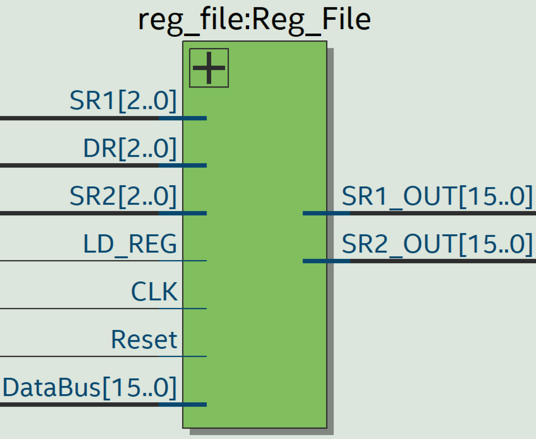 reg_file:Reg_File
SR1[2..0]
DR[2..0]
SR2[2..0]
SR1_OUT[15..0]
LD_REG
SR2_OUT[15..0]
CLK
Reset
DataBus[15..0]